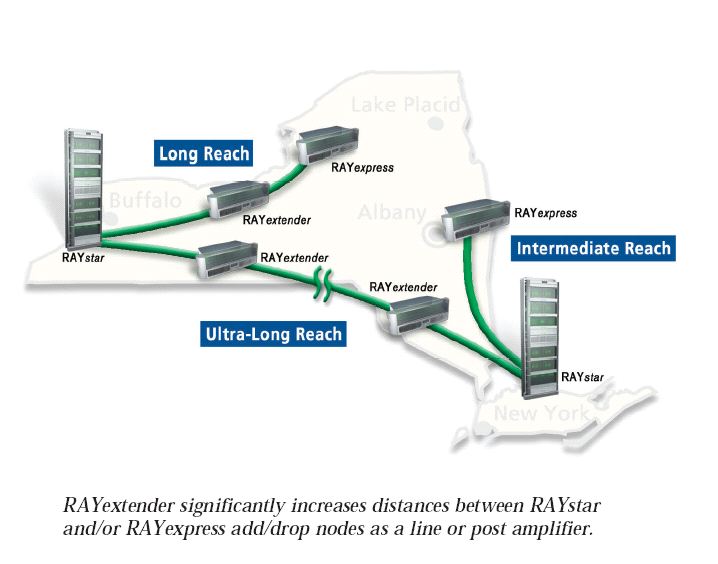 Lake Placid
Long Reach
RAYexpress
Buffalo
RAYextender
Albany
RAYexpress
Intermediate Reach
RAYstar
RAYextender
RAYextender
Ultra-Long Reach
RAYstar
New York
RAYextender significantly increases distances between RAYstar
and/or RAYexpress add/drop nodes as a line or post amplifier.